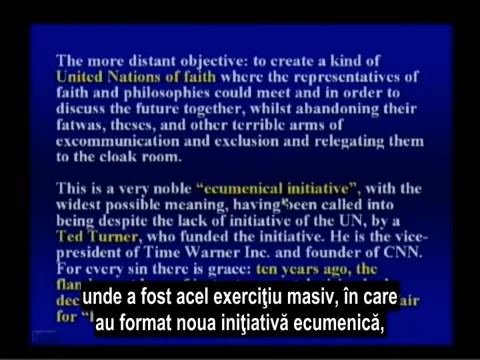 The more distant objective: to create a kind of
United Nations of faith where the representatives of
faith and philosophies could meet and in order to
discuss the future together, whilst abandoning their
fatwas, theses, and other terrible arms of
excommunication and exclusion and relegating them
to the cloak room.
This is a very noble “ecumenical initiative”, with the
widest possible meaning, having been called into
being despite the lack of initiative of the UN, by a
Ted Turner, who funded the initiative. He is the vice-
president of Time Warner Inc. and founder of CNN.
For every sin there is grace: ten years ago, the
unde a fost acel exerciţiu masiv, în care
au format noua iniţiativă ecumenică,